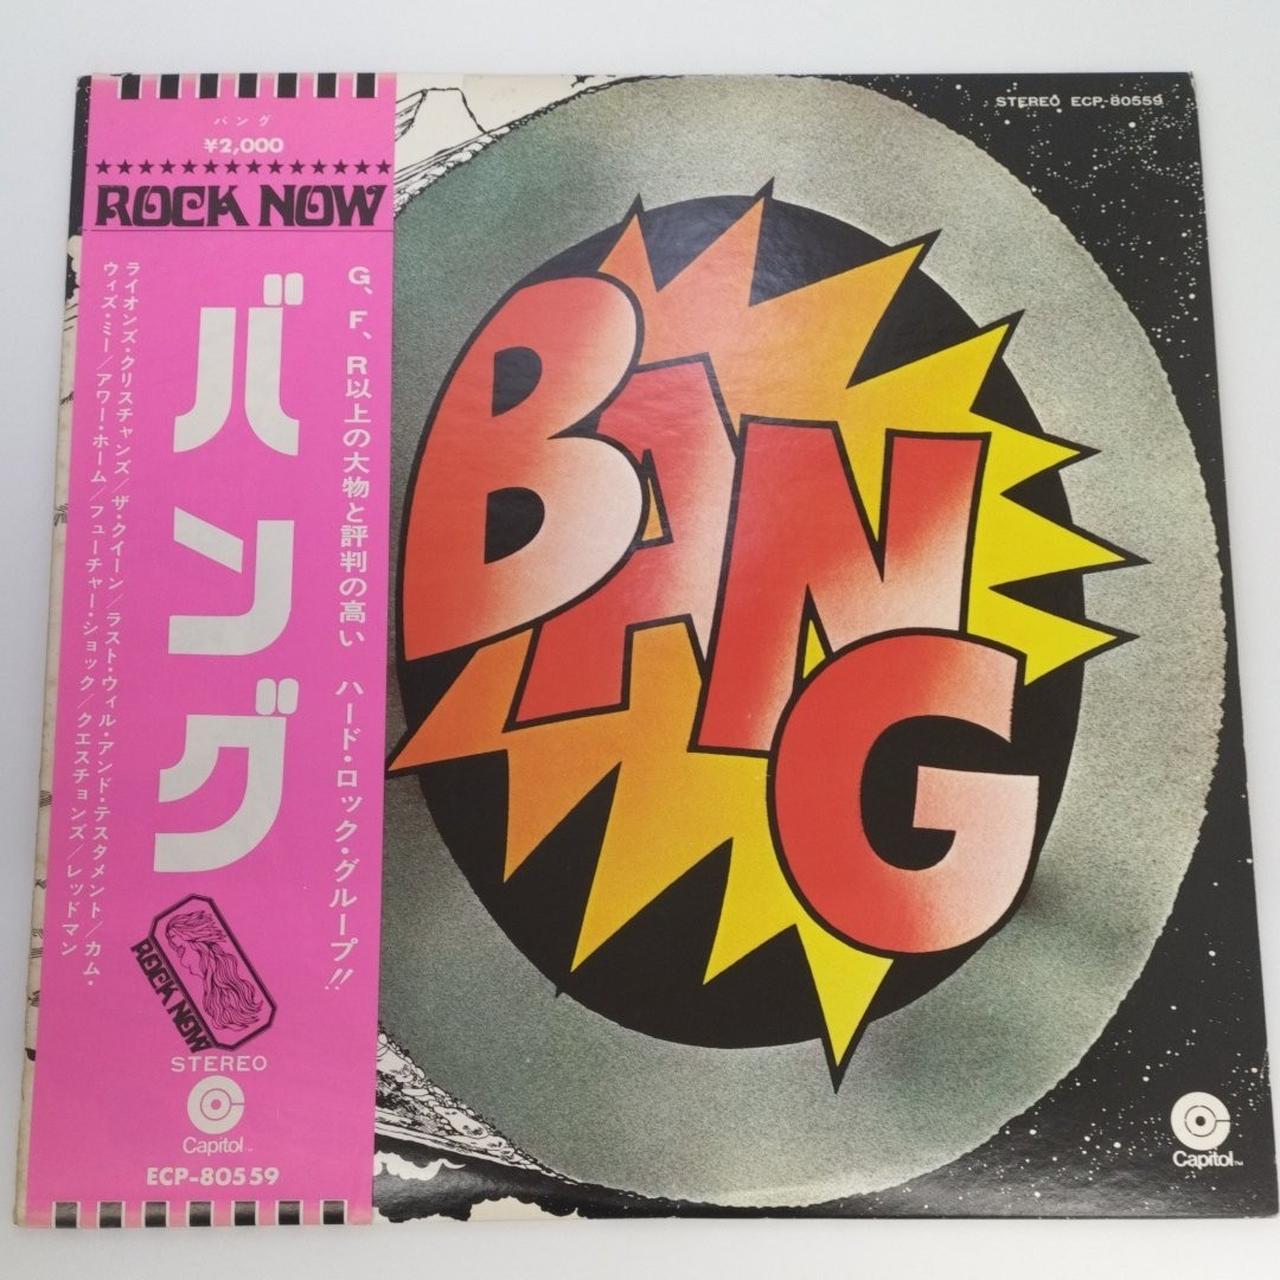 バング
¥2,000
ROCK NOW
G、F、R以上の大物と評判の高い ハード・ロック・グループ!!
バング
ライオンズ・クリスチャンズ/ザ・クイーン/ラスト・ウィル・アンド・テスタメント/カム・
ウィズ・ミー/アワー・ホーム/フューチャー・ショック/クエスチョンズ/レッドマン
ROCK NOW
STEREO
Capitol™
ECP-80559
STEREO ECP-80559
BANG
Capitol™